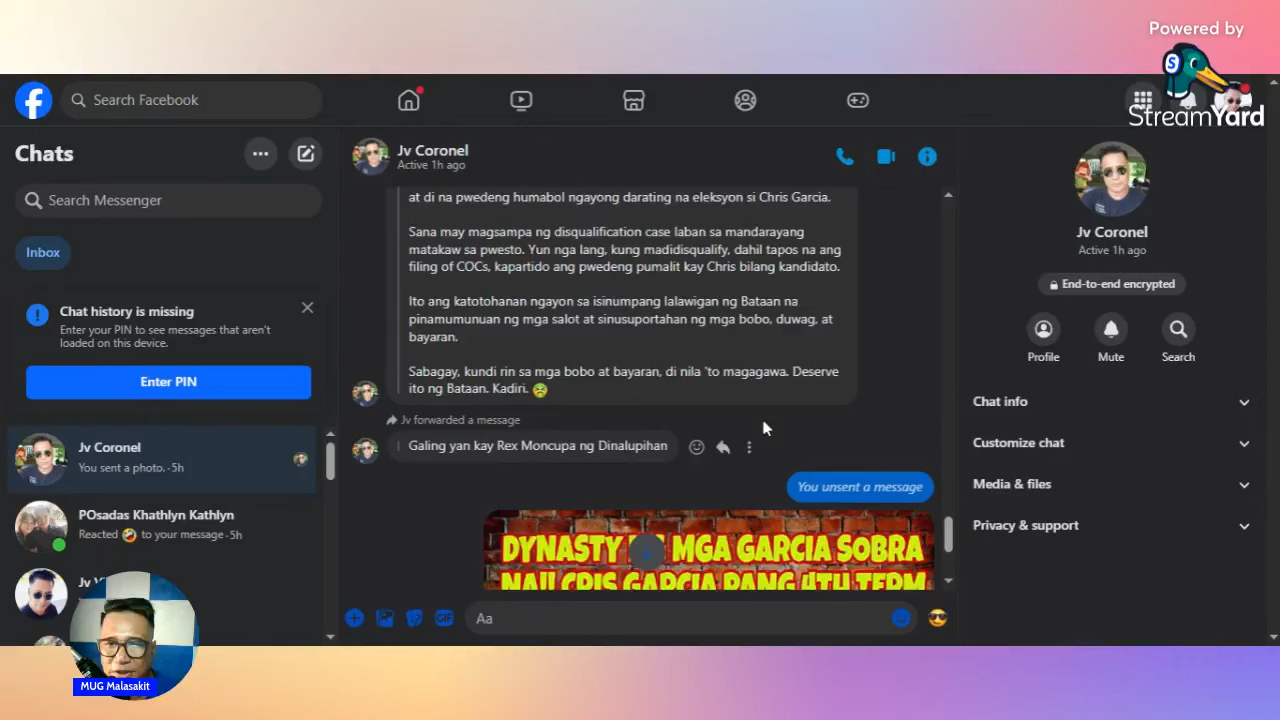 Powered by
StreamYard
Search Facebook
Chats
Search Messenger
Inbox
Chat history is missing
Enter your PIN to see messages that aren't
loaded on this device.
Enter PIN
Jv Coronel
You sent a photo. · 5h
POsadas Khathlyn Kathlyn
Reacted 🤣 to your message · 5h
MUG Malasakit
Jv Coronel
Active 1h ago
at di na pwedeng humabol ngayong darating na eleksyon si Chris Garcia.
Sana may magsampa ng disqualification case laban sa mandarayang
matakaw sa pwesto. Yun nga lang, kung madidisqualify, dahil tapos na ang
filing of COCs, kapartido ang pwedeng pumalit kay Chris bilang kandidato.
Ito ang katotohanan ngayon sa isinumpang lalawigan ng Bataan na
pinamumunuan ng mga salot at sinusuportahan ng mga bobo, duwag, at
bayaran.
Sabagay, kundi rin sa mga bobo at bayaran, di nila 'to magagawa. Deserve
ito ng Bataan. Kadiri.
Jv forwarded a message
Galing yan kay Rex Moncupa ng Dinalupihan
You unsent a message
DYNASTY MGA GARCIA SOBRA
CRIS GARCIA PANG 4TH TERM
Aa
GIF
Jv Coronel
Active 1h ago
End-to-end encrypted
Profile
Mute
Search
Chat info
Customize chat
Media & files
Privacy & support